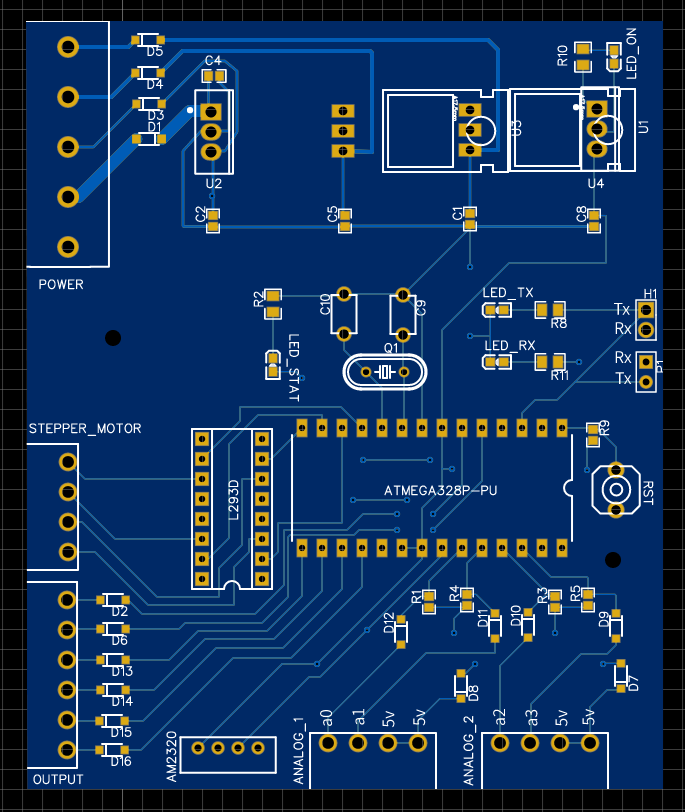 D5
LED_ON
R10
C4
D4
D3
D1
U3
U1
U2
U4
C2
C5
C1
C8
POWER
R2
C10
C9
LED_TX
R8
H1
Tx
Rx
Q1
LED_RX
R11
Rx
P1
Tx
LED_STAT
STEPPER_MOTOR
R9
L293D
ATMEGA328P-PU
RST
D2
D6
D13
D14
D15
D16
R1
R4
R3
R5
D12
D11
D10
D9
D8
D7
AM2320
ANALOG_1
a0
a1
5v
5v
ANALOG_2
a2
a3
5v
5v
OUTPUT